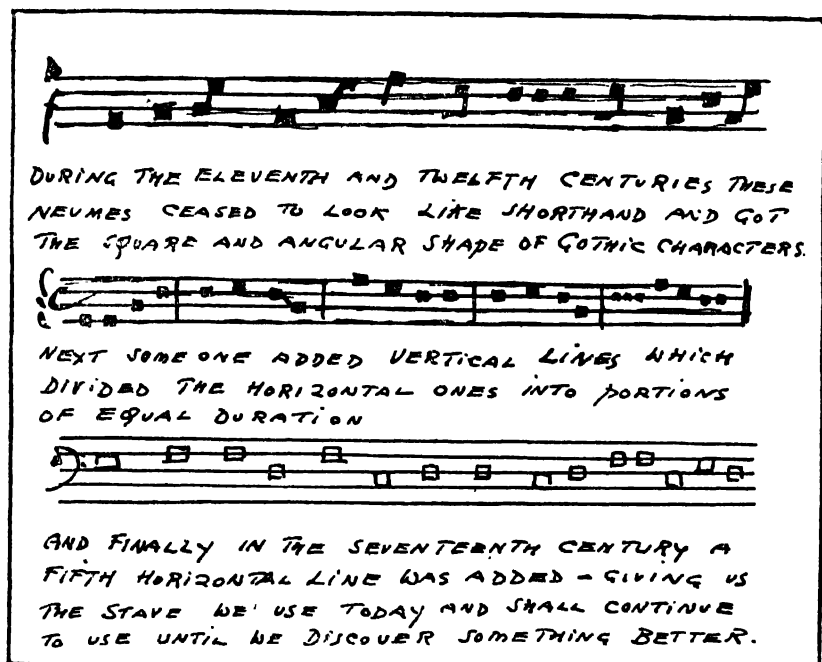 DURING THE ELEVENTH AND TWELFTH CENTURIES THESE
NEUMES CEASED TO LOOK LIKE SHORTHAND AND GOT
THE SQUARE AND ANGULAR SHAPE OF GOTHIC CHARACTERS.
NEXT SOME ONE ADDED VERTICAL LINES WHICH
DIVIDED THE HORIZONTAL ONES INTO PORTIONS
OF EQUAL DURATION
AND FINALLY IN THE SEVENTEENTH CENTURY A
FIFTH HORIZONTAL LINE WAS ADDED - GIVING US
THE STAVE WE USE TODAY AND SHALL CONTINUE
TO USE UNTIL WE DISCOVER SOMETHING BETTER.